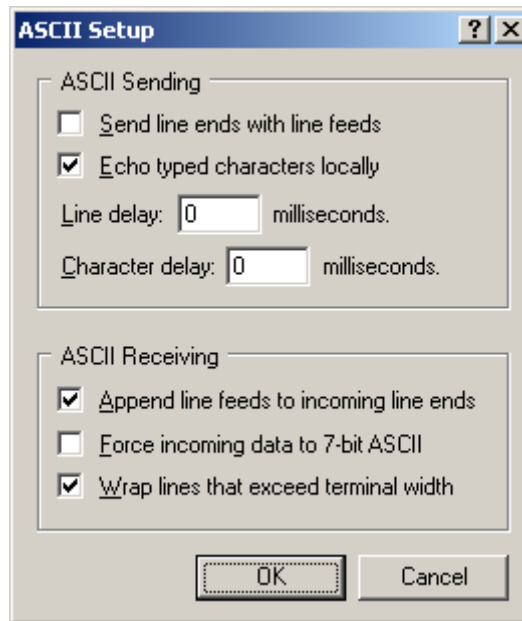 ASCII Setup
ASCII Sending
Send line ends with line feeds
Echo typed characters locally
Line delay: 0 milliseconds.
Character delay: 0 milliseconds.
ASCII Receiving
Append line feeds to incoming line ends
Force incoming data to 7-bit ASCII
Wrap lines that exceed terminal width
OK Cancel